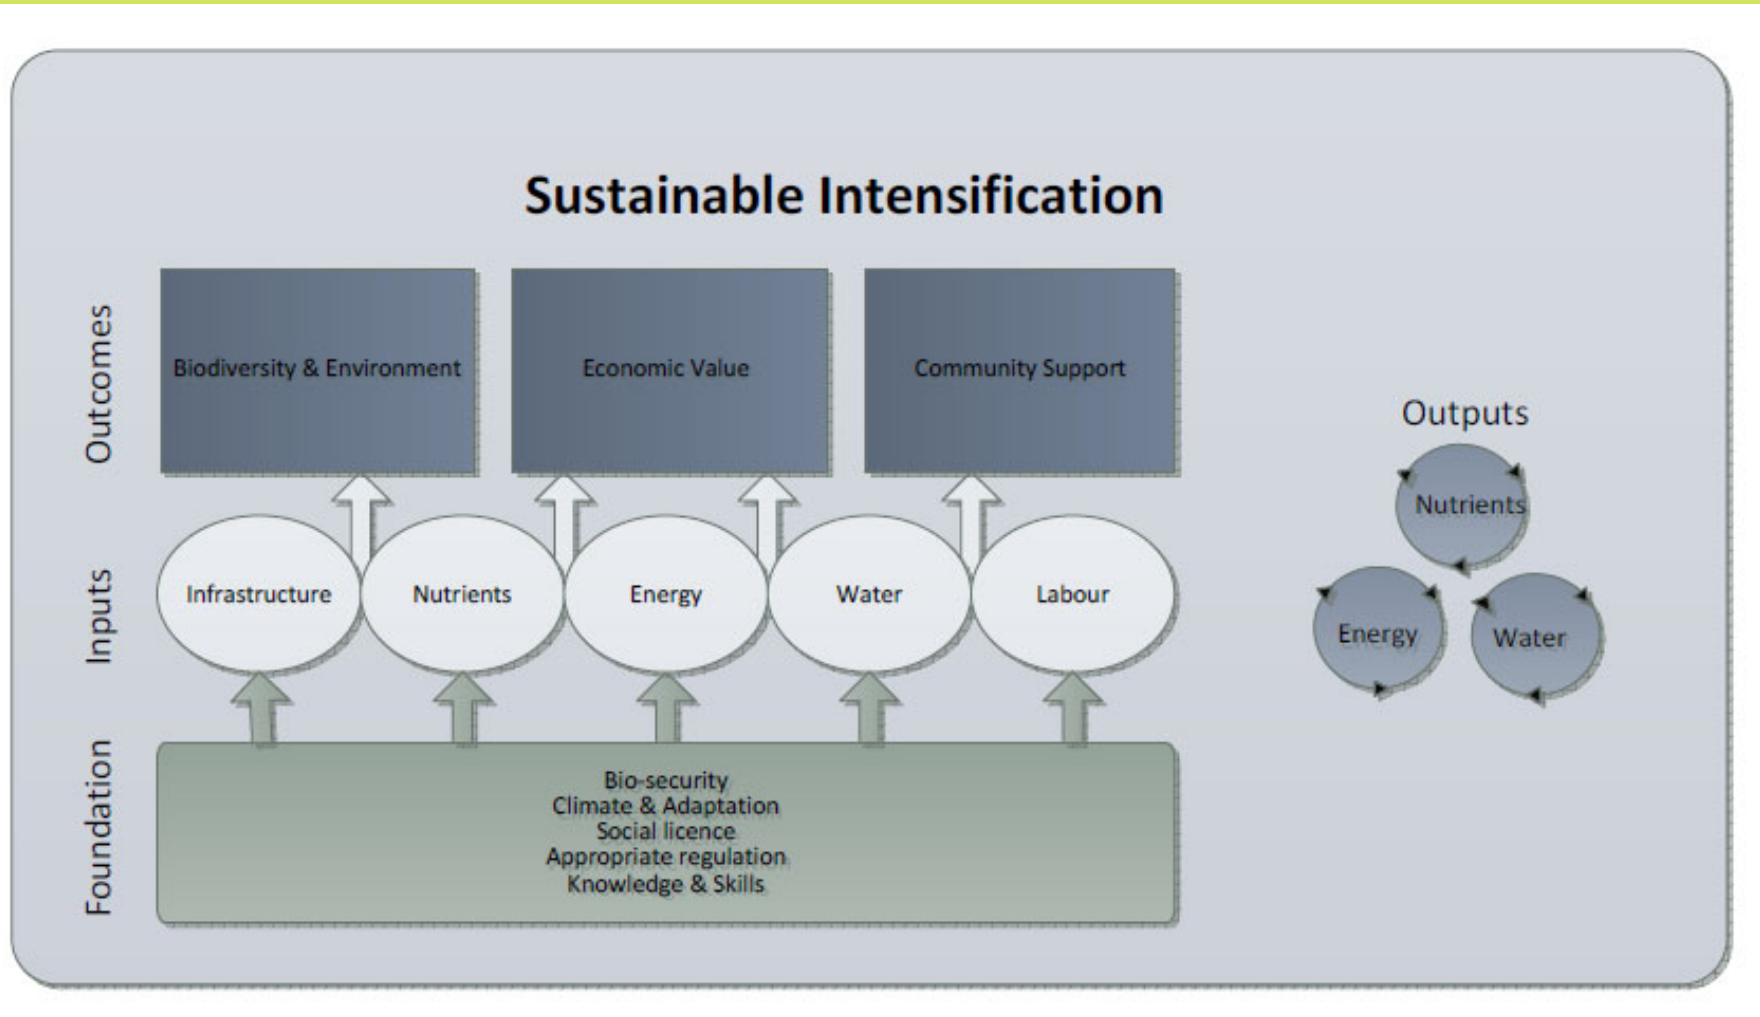 Sustainable Intensification
Outcomes
Biodiversity & Environment
Economic Value
Community Support
Inputs
Infrastructure
Nutrients
Energy
Water
Labour
Foundation
Bio-security
Climate & Adaptation
Social licence
Appropriate regulation
Knowledge & Skills
Outputs
Nutrients
Energy
Water